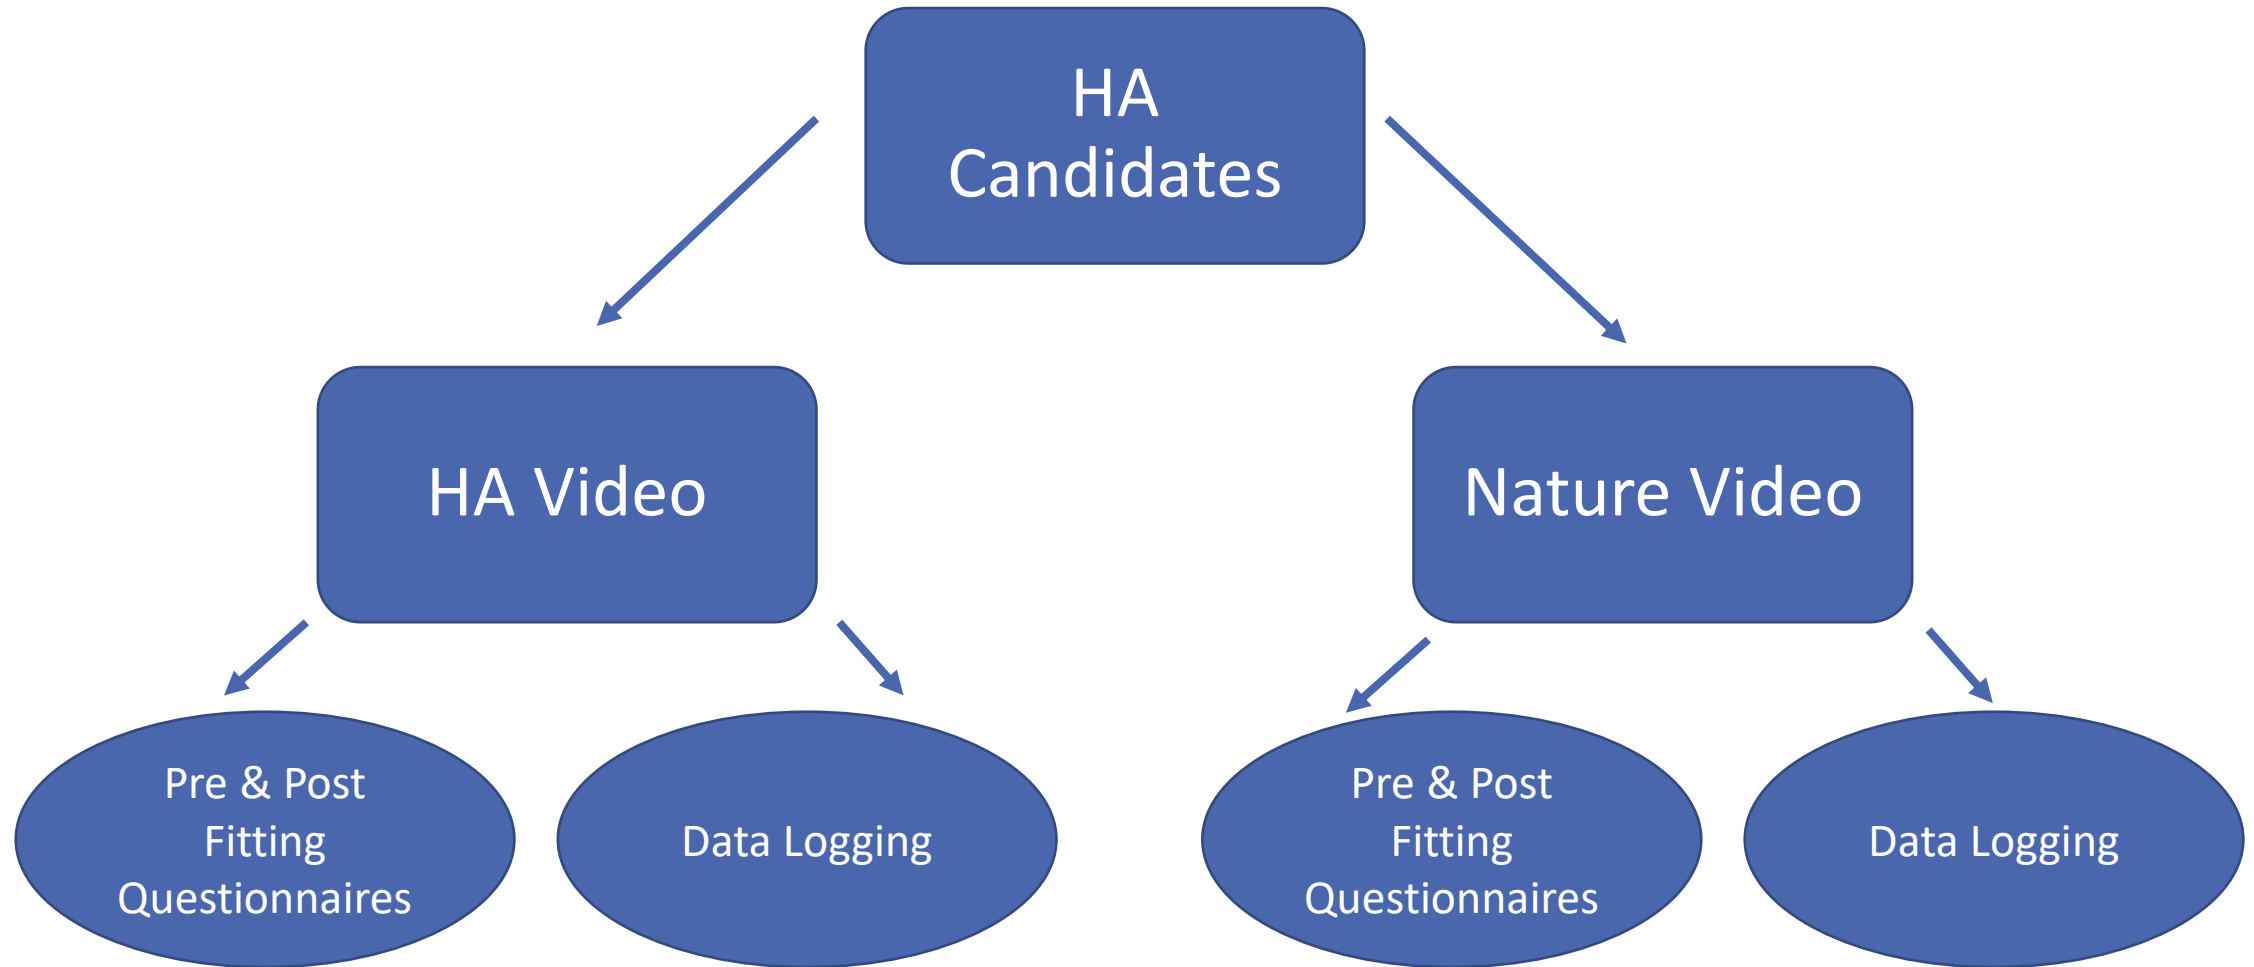 HA
Candidates
HA Video
Nature Video
Pre & Post
Fitting
Questionnaires
Data Logging
Pre & Post
Fitting
Questionnaires
Data Logging